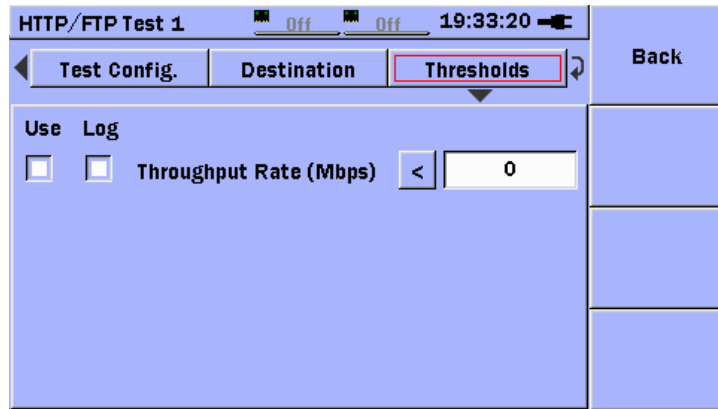 HTTP/FTP Test 1 Off Off 19:33:20
Back
Test Config. Destination Thresholds
Use Log
Throughput Rate (Mbps) < 0